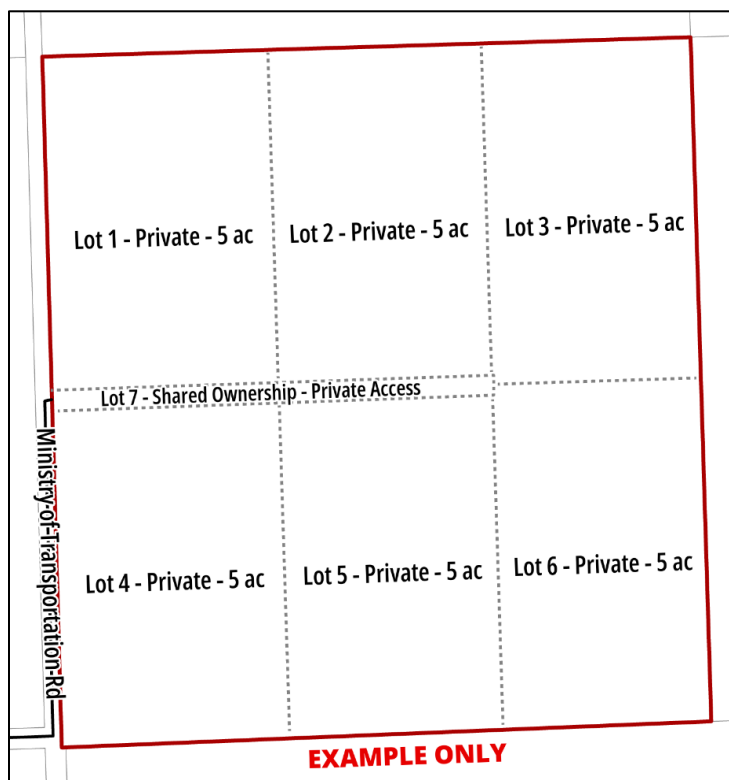 Lot 1 - Private - 5 ac
Lot 2 - Private - 5 ac
Lot 3 - Private - 5 ac
Lot 7 - Shared Ownership - Private Access
Ministry of Transportation Rd
Lot 4 - Private - 5 ac
Lot 5 - Private - 5 ac
Lot 6 - Private - 5 ac
EXAMPLE ONLY